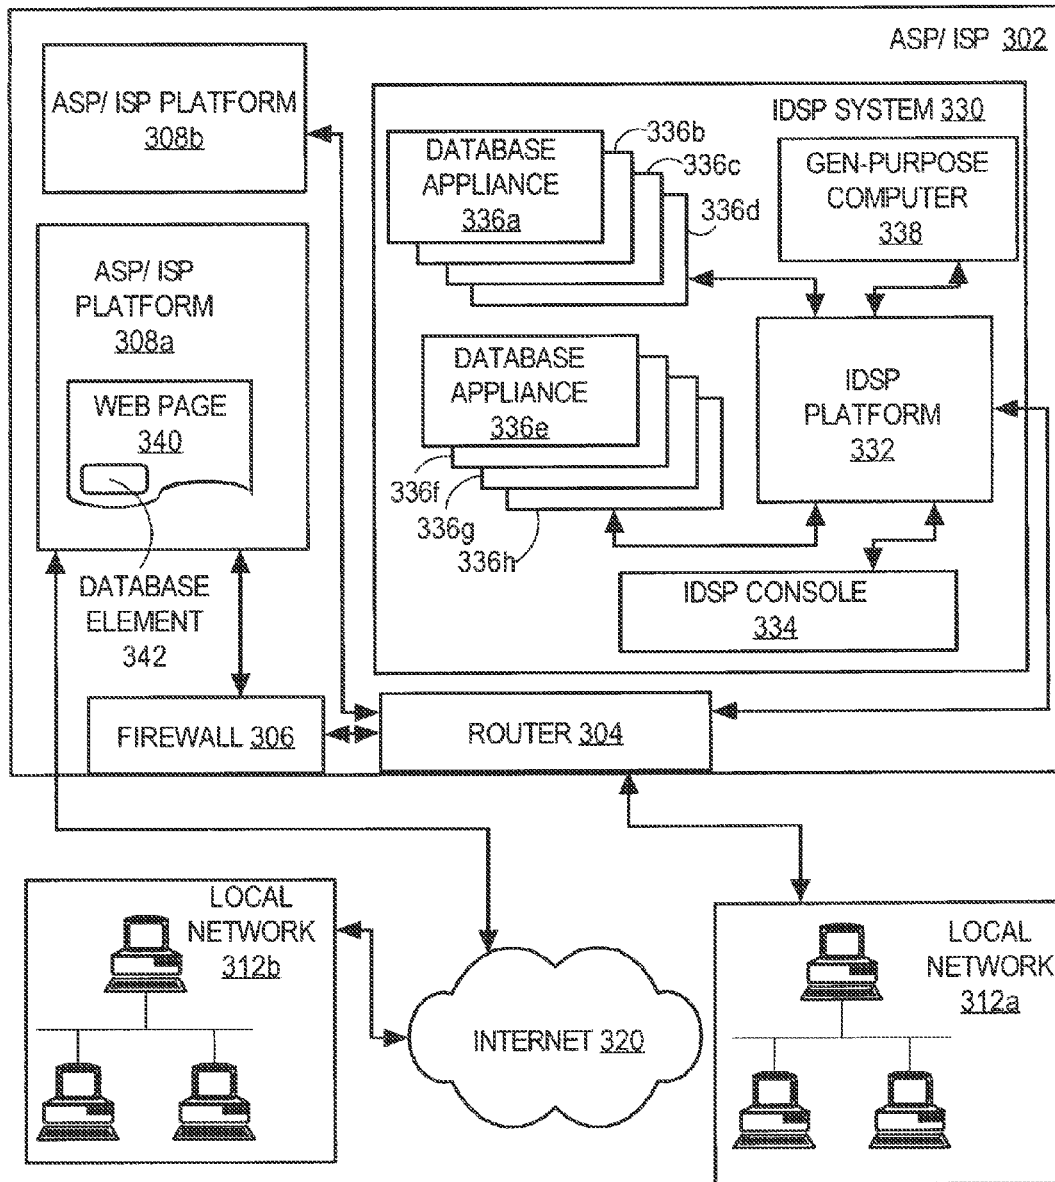 ASP/ ISP 302
ASP/ ISP PLATFORM
308b
IDSP SYSTEM 330
DATABASE
APPLIANCE
336a
336b
336c
336d
GEN-PURPOSE
COMPUTER
338
ASP/ ISP
PLATFORM
308a
WEB PAGE
340
DATABASE
APPLIANCE
336e
IDSP
PLATFORM
332
336f
336g
336h
DATABASE
ELEMENT
342
IDSP CONSOLE
334
FIREWALL 306
ROUTER 304
LOCAL
NETWORK
312b
INTERNET 320
LOCAL
NETWORK
312a